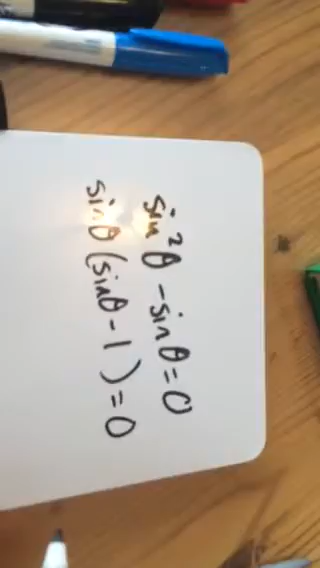 sin²θ - sinθ = 0
sinθ (sinθ - 1) = 0